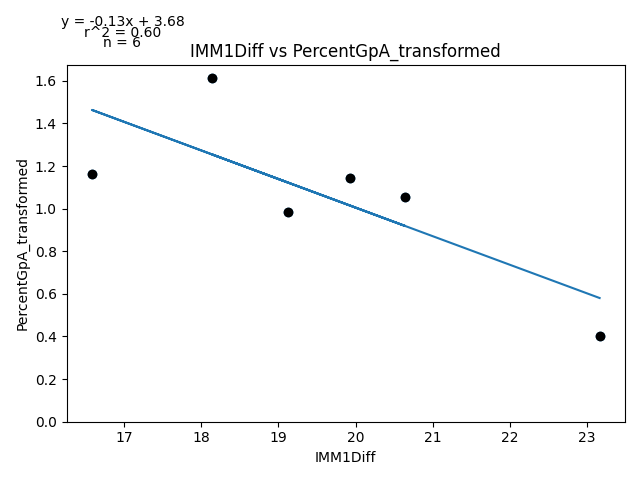 y = -0.13x + 3.68
r^2 = 0.60
n = 6
IMM1Diff vs PercentGpA_transformed
PercentGpA_transformed
1.6
1.4
1.2
1.0
0.8
0.6
0.4
0.2
0.0
17 18 19 20 21 22 23
IMM1Diff